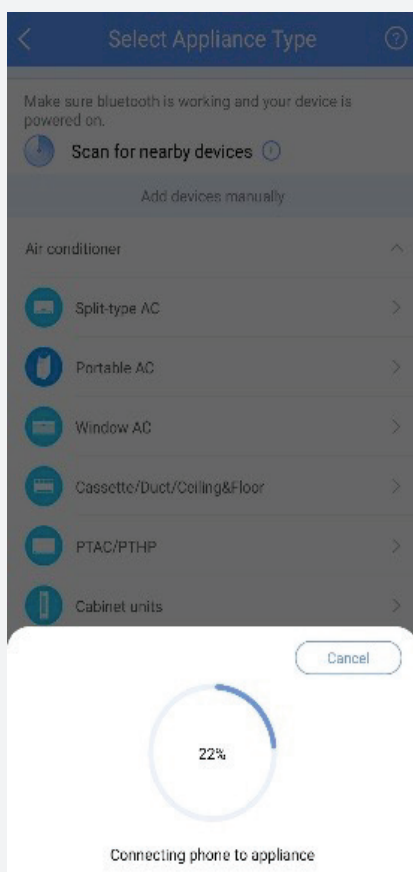 Select Appliance Type
?
Make sure bluetooth is working and your device is
powered on.
Scan for nearby devices
Add devices manually
Air conditioner
Split-type AC
Portable AC
Window AC
Cassette/Duct/Ceiling&Floor
PTAC/PTHP
Cabinet units
Cancel
22%
Connecting phone to appliance